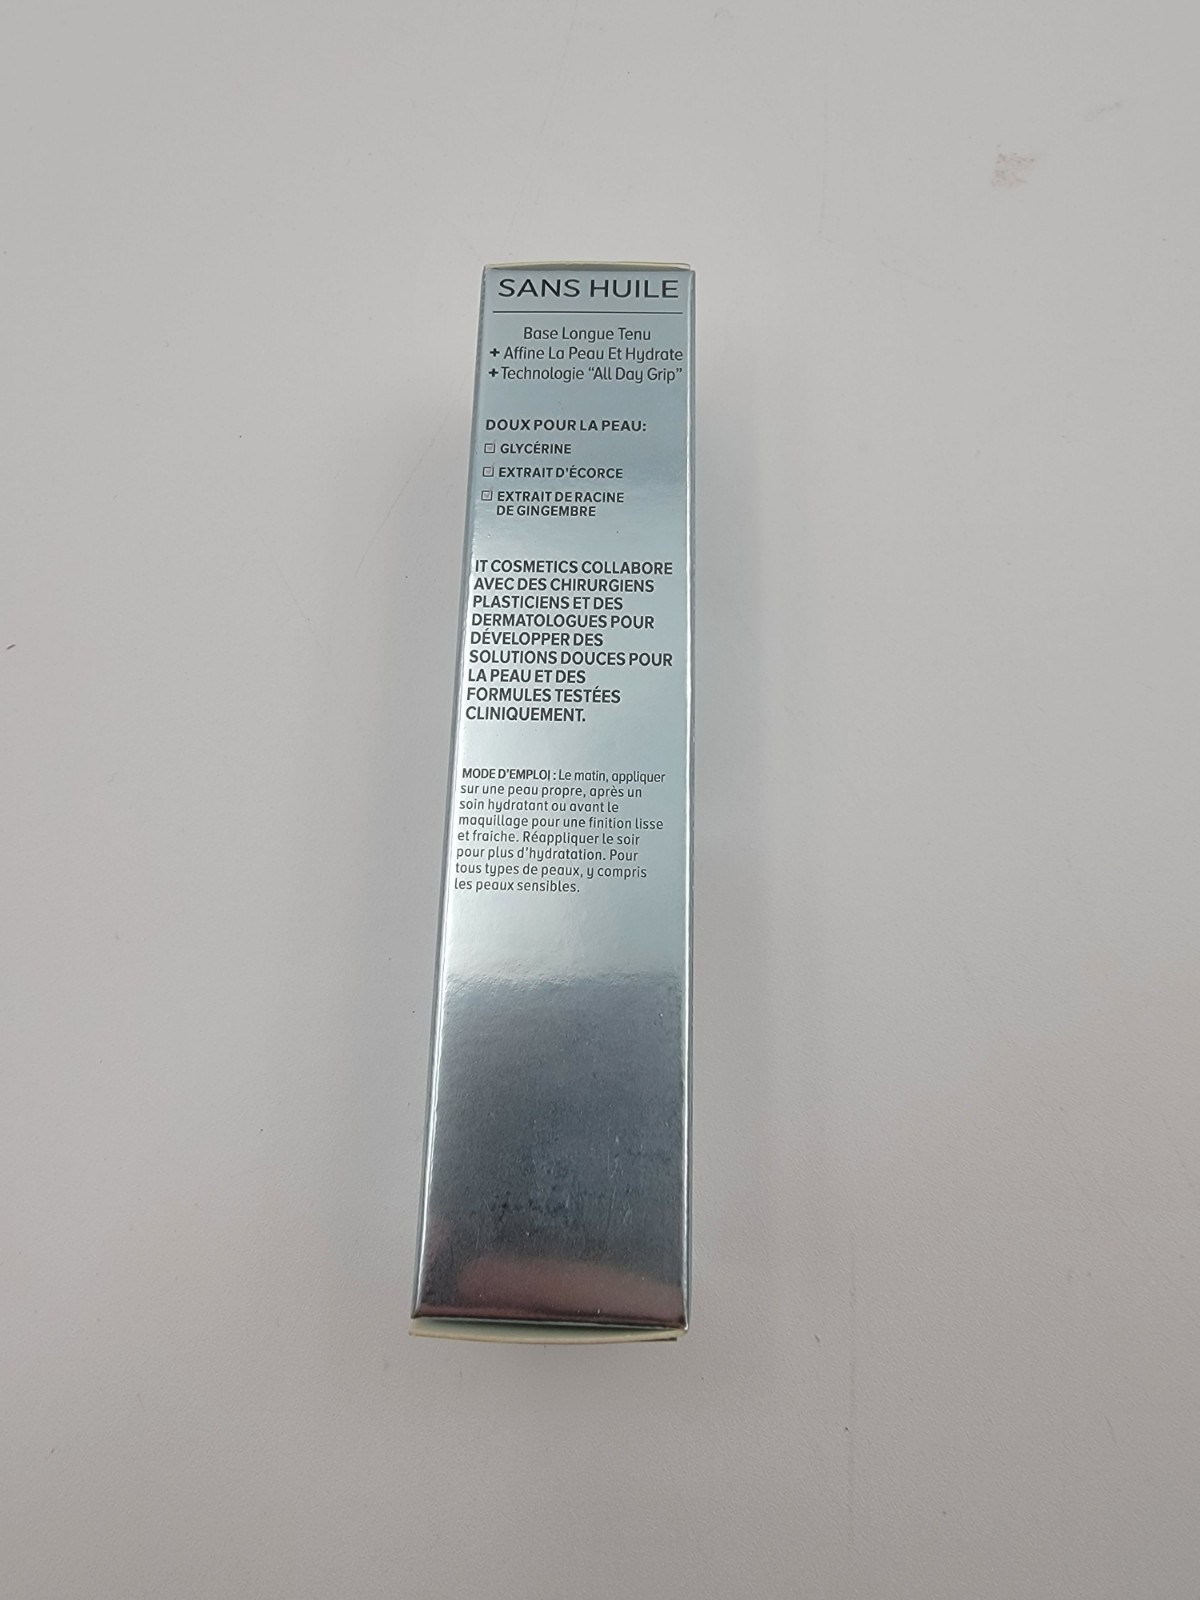 SANS HUILE
Base Longue Tenu
+ Affine La Peau Et Hydrate
+ Technologie “All Day Grip”
DOUX POUR LA PEAU:
☑ GLYCÉRINE
☑ EXTRAIT D'ÉCORCE
☑ EXTRAIT DE RACINE
DE GINGEMBRE
IT COSMETICS COLLABORE
AVEC DES CHIRURGIENS
PLASTICIENS ET DES
DERMATOLOGUES POUR
DÉVELOPPER DES
SOLUTIONS DOUCES POUR
LA PEAU ET DES
FORMULES TESTÉES
CLINIQUEMENT.
MODE D'EMPLOI : Le matin, appliquer
sur une peau propre, après un
soin hydratant ou avant le
maquillage pour une finition lisse
et fraiche. Réappliquer le soir
pour plus d'hydratation. Pour
tous types de peaux, y compris
les peaux sensibles.